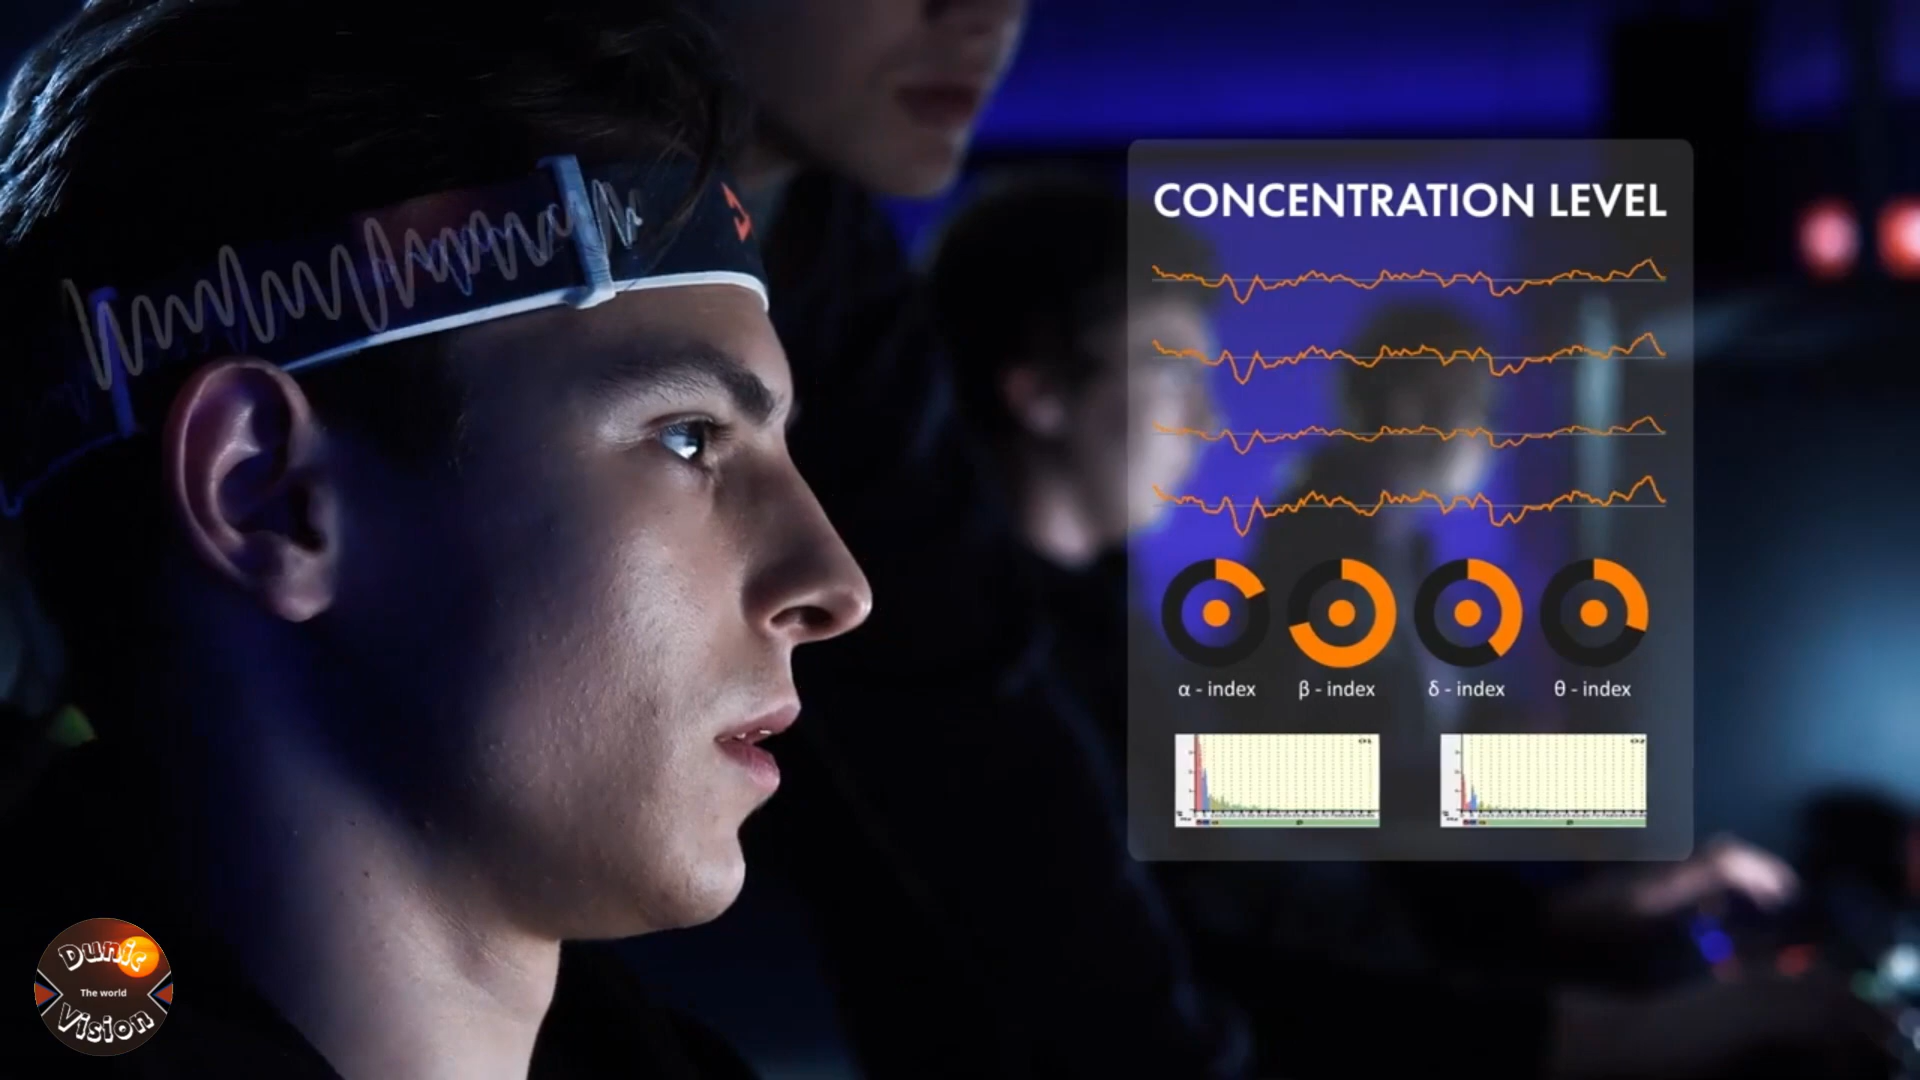 CONCENTRATION LEVEL
α - index
β - index
δ - index
θ - index
Dunic
The world
Vision